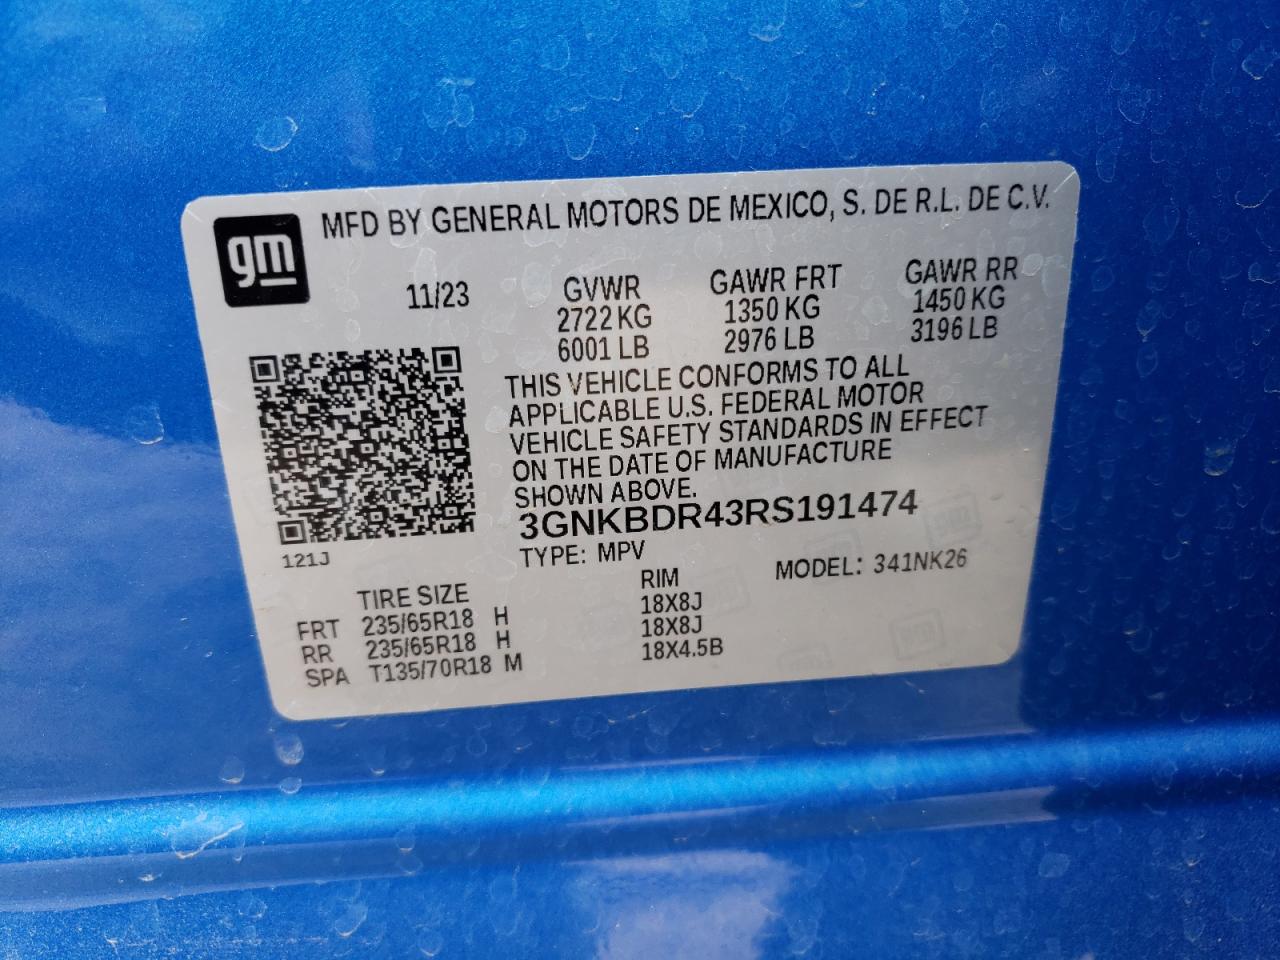 gm
MFD BY GENERAL MOTORS DE MEXICO, S. DE R.L. DE C.V.
11/23 GVWR GAWR FRT GAWR RR
2722 KG 1350 KG 1450 KG
6001 LB 2976 LB 3196 LB
THIS VEHICLE CONFORMS TO ALL
APPLICABLE U.S. FEDERAL MOTOR
VEHICLE SAFETY STANDARDS IN EFFECT
ON THE DATE OF MANUFACTURE
SHOWN ABOVE.
3GNKBDR43RS191474
121J
TYPE: MPV MODEL: 341NK26
TIRE SIZE RIM
FRT 235/65R18 H 18X8J
RR 235/65R18 H 18X8J
SPA T135/70R18 M 18X4.5B